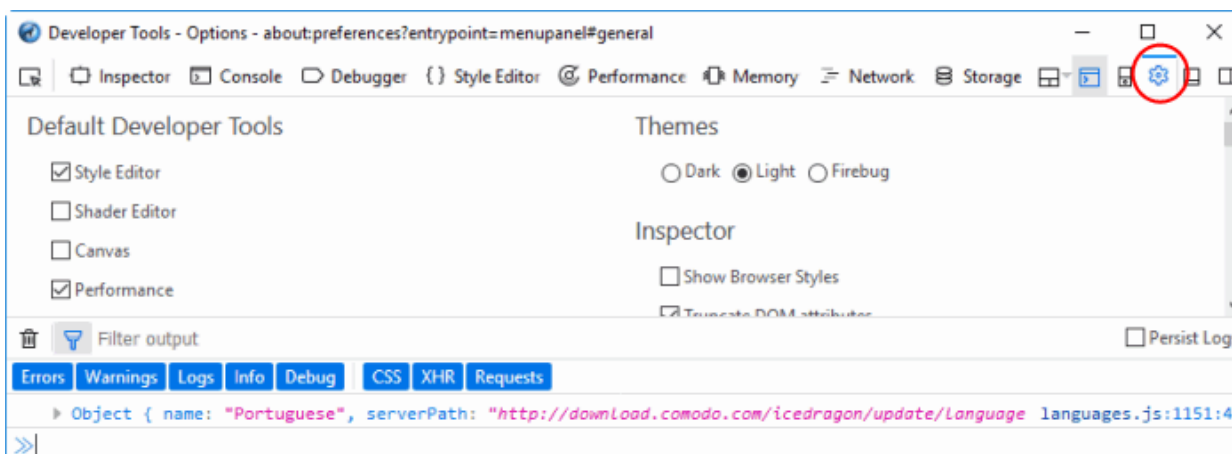 Developer Tools - Options - about:preferences?entrypoint=menupanel#general
Inspector Console Debugger {} Style Editor Performance Memory Network Storage
Default Developer Tools
Themes
Style Editor
Dark Light Firebug
Shader Editor
Inspector
Canvas
Show Browser Styles
Performance
Truncate DOM attributes
Filter output
Persist Log
Errors Warnings Logs Info Debug CSS XHR Requests
Object { name: "Portuguese", serverPath: "http://download.comodo.com/icedragon/update/language languages.js:1151:4